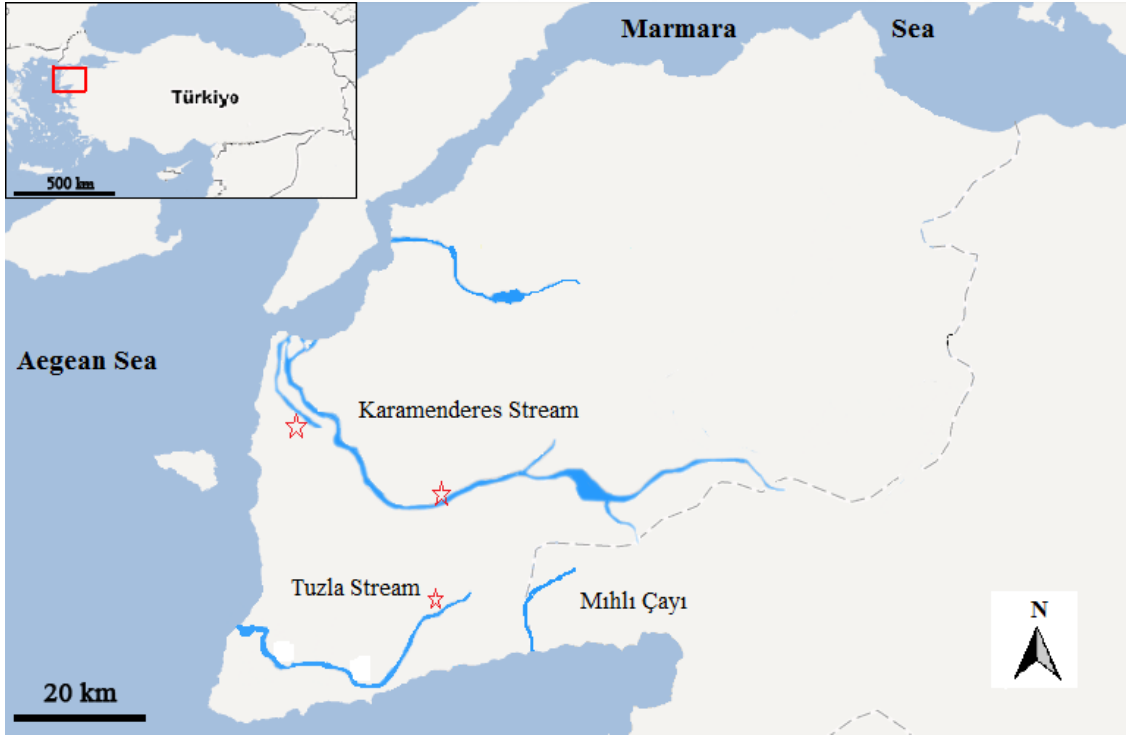 Marmara Sea
Türkiyo
500 km
Aegean Sea
Karamenderes Stream
Tuzla Stream
Mıhlı Çayı
N
20 km